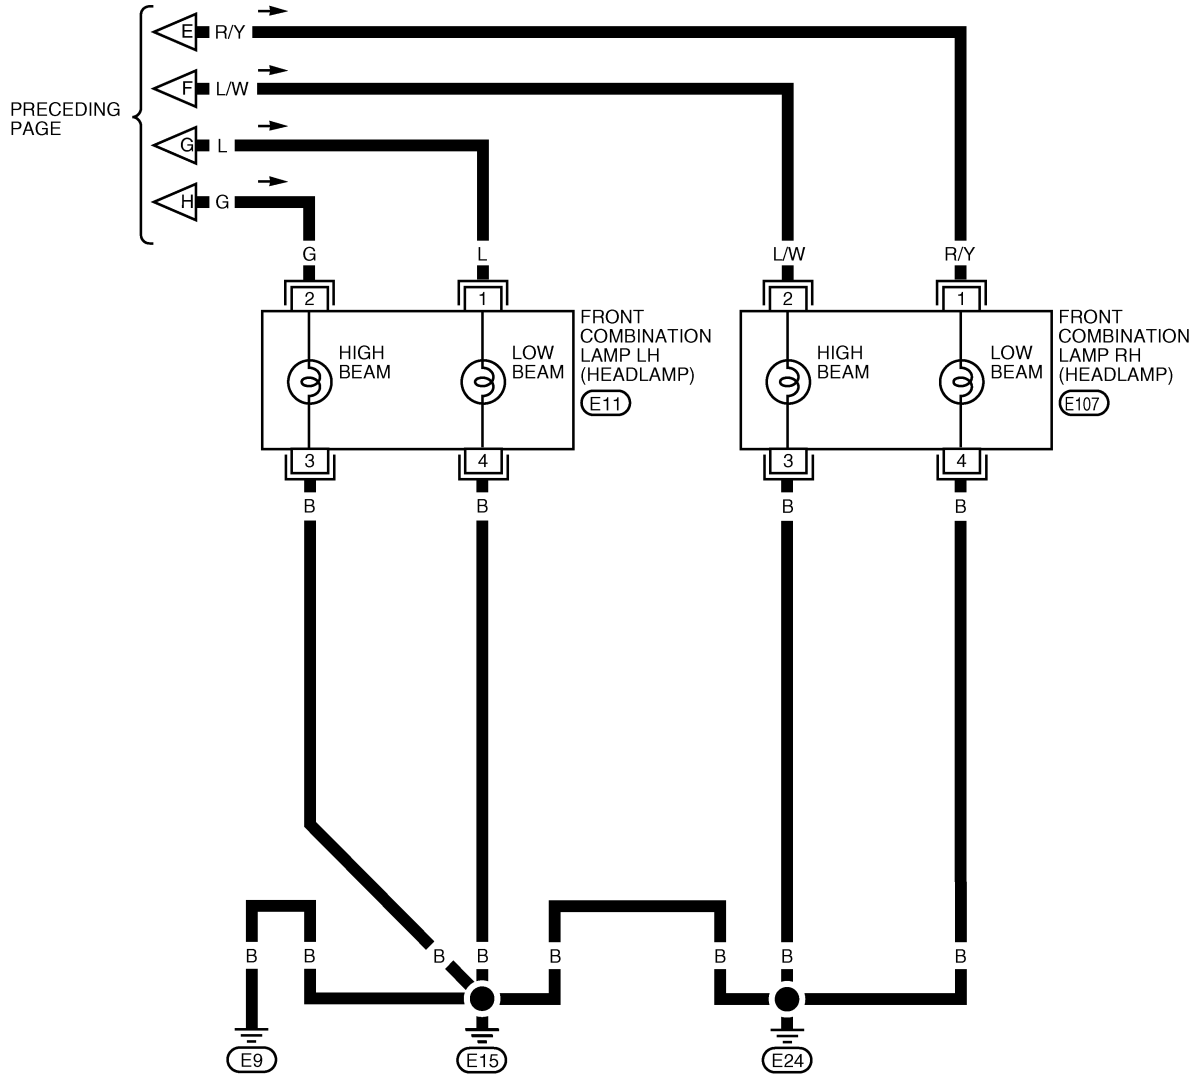 E R/Y
F L/W
PRECEDING
PAGE
G L
H G
G L L/W R/Y
2 1 2 1
FRONT
COMBINATION
LAMP LH
(HEADLAMP)
E11
HIGH
BEAM
LOW
BEAM
FRONT
COMBINATION
LAMP RH
(HEADLAMP)
E107
HIGH
BEAM
LOW
BEAM
3 4 3 4
B B B B
B B B B B B B B
E9 E15 E24